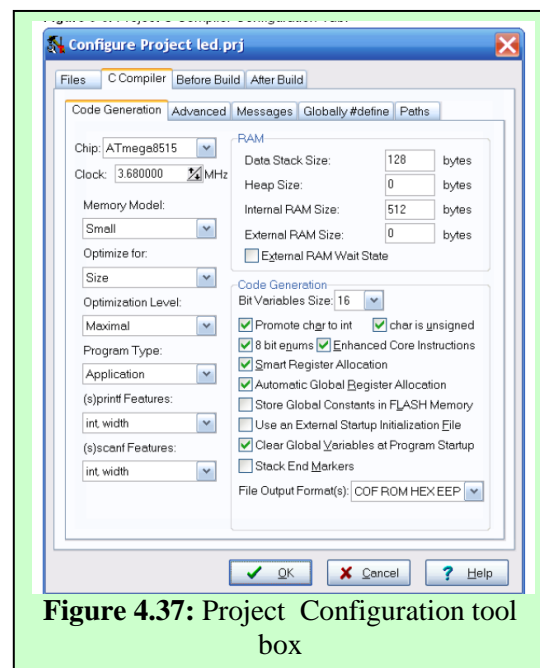 Configure Project led.prj
Files C Compiler Before Build After Build
Code Generation Advanced Messages Globally #define Paths
Chip: ATmega8515
Clock: 3.680000 MHz
Memory Model:
Small
Optimize for:
Size
Optimization Level:
Maximal
Program Type:
Application
(s)printf Features:
int, width
(s)scanf Features:
int, width
RAM
Data Stack Size: 128 bytes
Heap Size: 0 bytes
Internal RAM Size: 512 bytes
External RAM Size: 0 bytes
External RAM Wait State
Code Generation
Bit Variables Size: 16
Promote char to int char is unsigned
8 bit enums Enhanced Core Instructions
Smart Register Allocation
Automatic Global Register Allocation
Store Global Constants in FLASH Memory
Use an External Startup Initialization File
Clear Global Variables at Program Startup
Stack End Markers
File Output Format(s): COF ROM HEX EEP
OK Cancel Help
Figure 4.37: Project Configuration tool
box